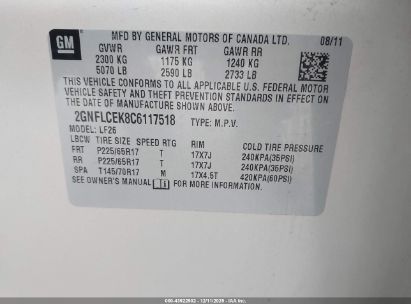 GM
MFD BY GENERAL MOTORS OF CANADA LTD. 08/11
GVWR GAWR FRT GAWR RR
2300 KG 1175 KG 1240 KG
5070 LB 2590 LB 2733 LB
THIS VEHICLE CONFORMS TO ALL APPLICABLE U.S. FEDERAL MOTOR
VEHICLE SAFETY AND THEFT PREVENTION STANDARDS IN EFFECT ON
THE DATE OF MANUFACTURE SHOWN ABOVE.
2GNFLCEK8C6117518 TYPE: M.P.V.
MODEL: LF26
LBCW TIRE SIZE SPEED RTG RIM COLD TIRE PRESSURE
FRT P225/65R17 T 17X7J 240KPA(35PSI)
RR P225/65R17 T 17X7J 240KPA(35PSI)
SPA T145/70R17 M 17X4.5T 420KPA(60PSI)
SEE OWNER'S MANUAL FOR MORE INFORMATION.